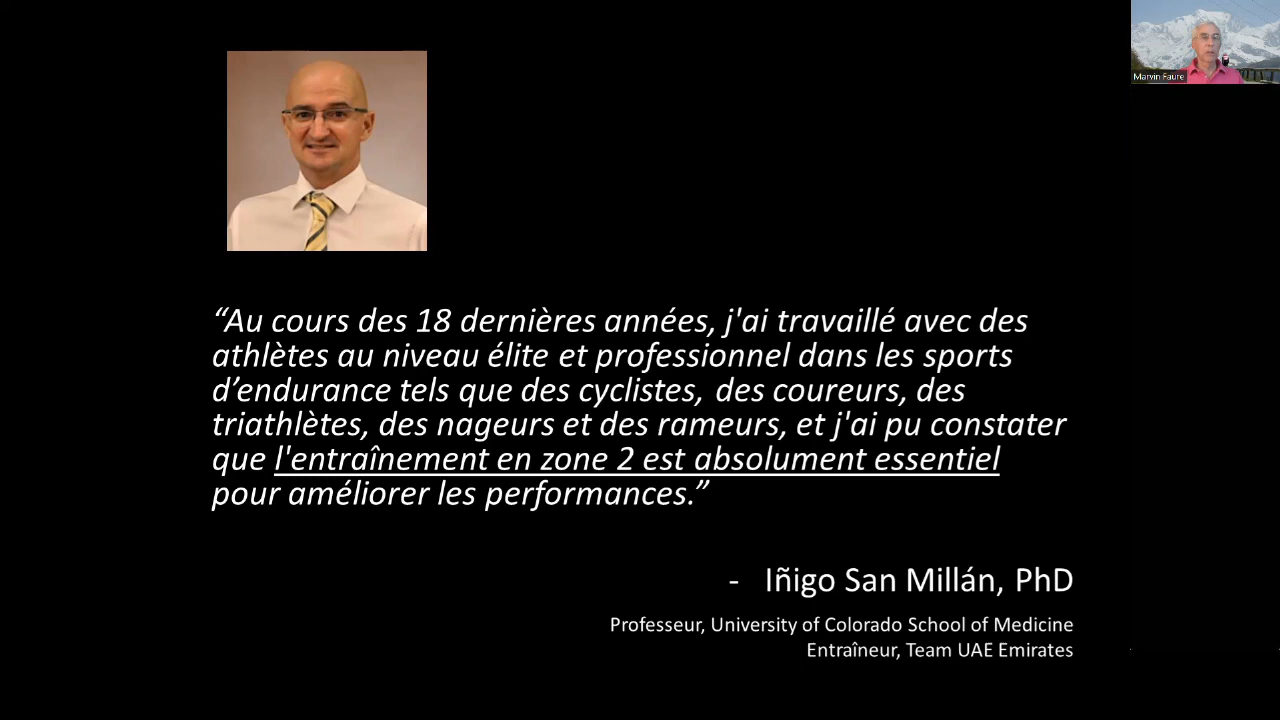 Marvin Faure
“Au cours des 18 dernières années, j'ai travaillé avec des
athlètes au niveau élite et professionnel dans les sports
d’endurance tels que des cyclistes, des coureurs, des
triathlètes, des nageurs et des rameurs, et j'ai pu constater
que l'entraînement en zone 2 est absolument essentiel
pour améliorer les performances.”
- Iñigo San Millán, PhD
Professeur, University of Colorado School of Medicine
Entraîneur, Team UAE Emirates